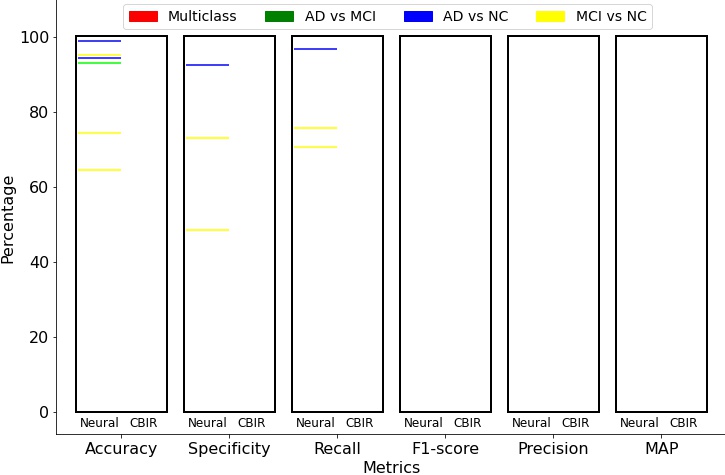 Multiclass AD vs MCI AD vs NC MCI vs NC
100
80
60
40
20
0
Percentage
Neural CBIR Neural CBIR Neural CBIR Neural CBIR Neural CBIR Neural CBIR
Accuracy Specificity Recall F1-score Precision MAP
Metrics